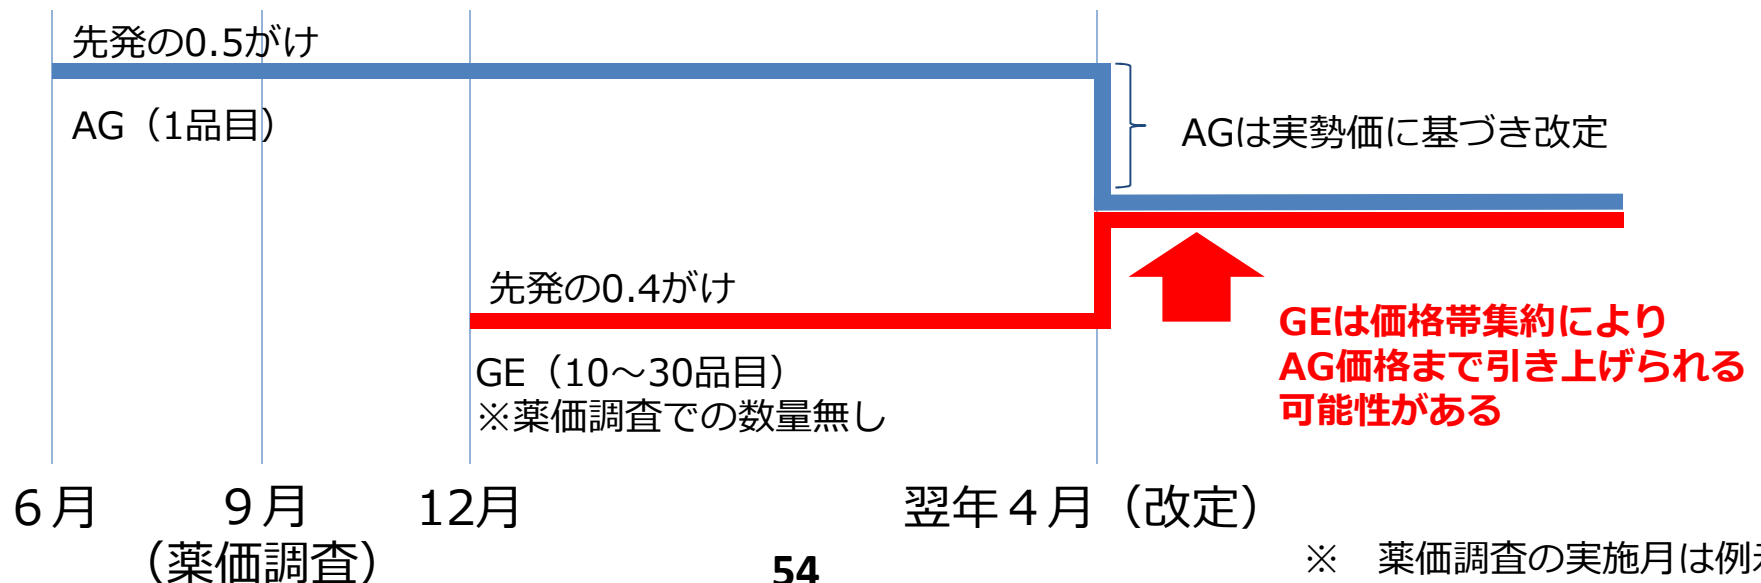 先発の0.5がけ
AG（1品目）
AGは実勢価に基づき改定
先発の0.4がけ
GE（10～30品目）
※薬価調査での数量無し
GEは価格帯集約により
AG価格まで引き上げられる
可能性がある
６月
９月
（薬価調査）
12月
翌年４月（改定）
54
※　薬価調査の実施月は例